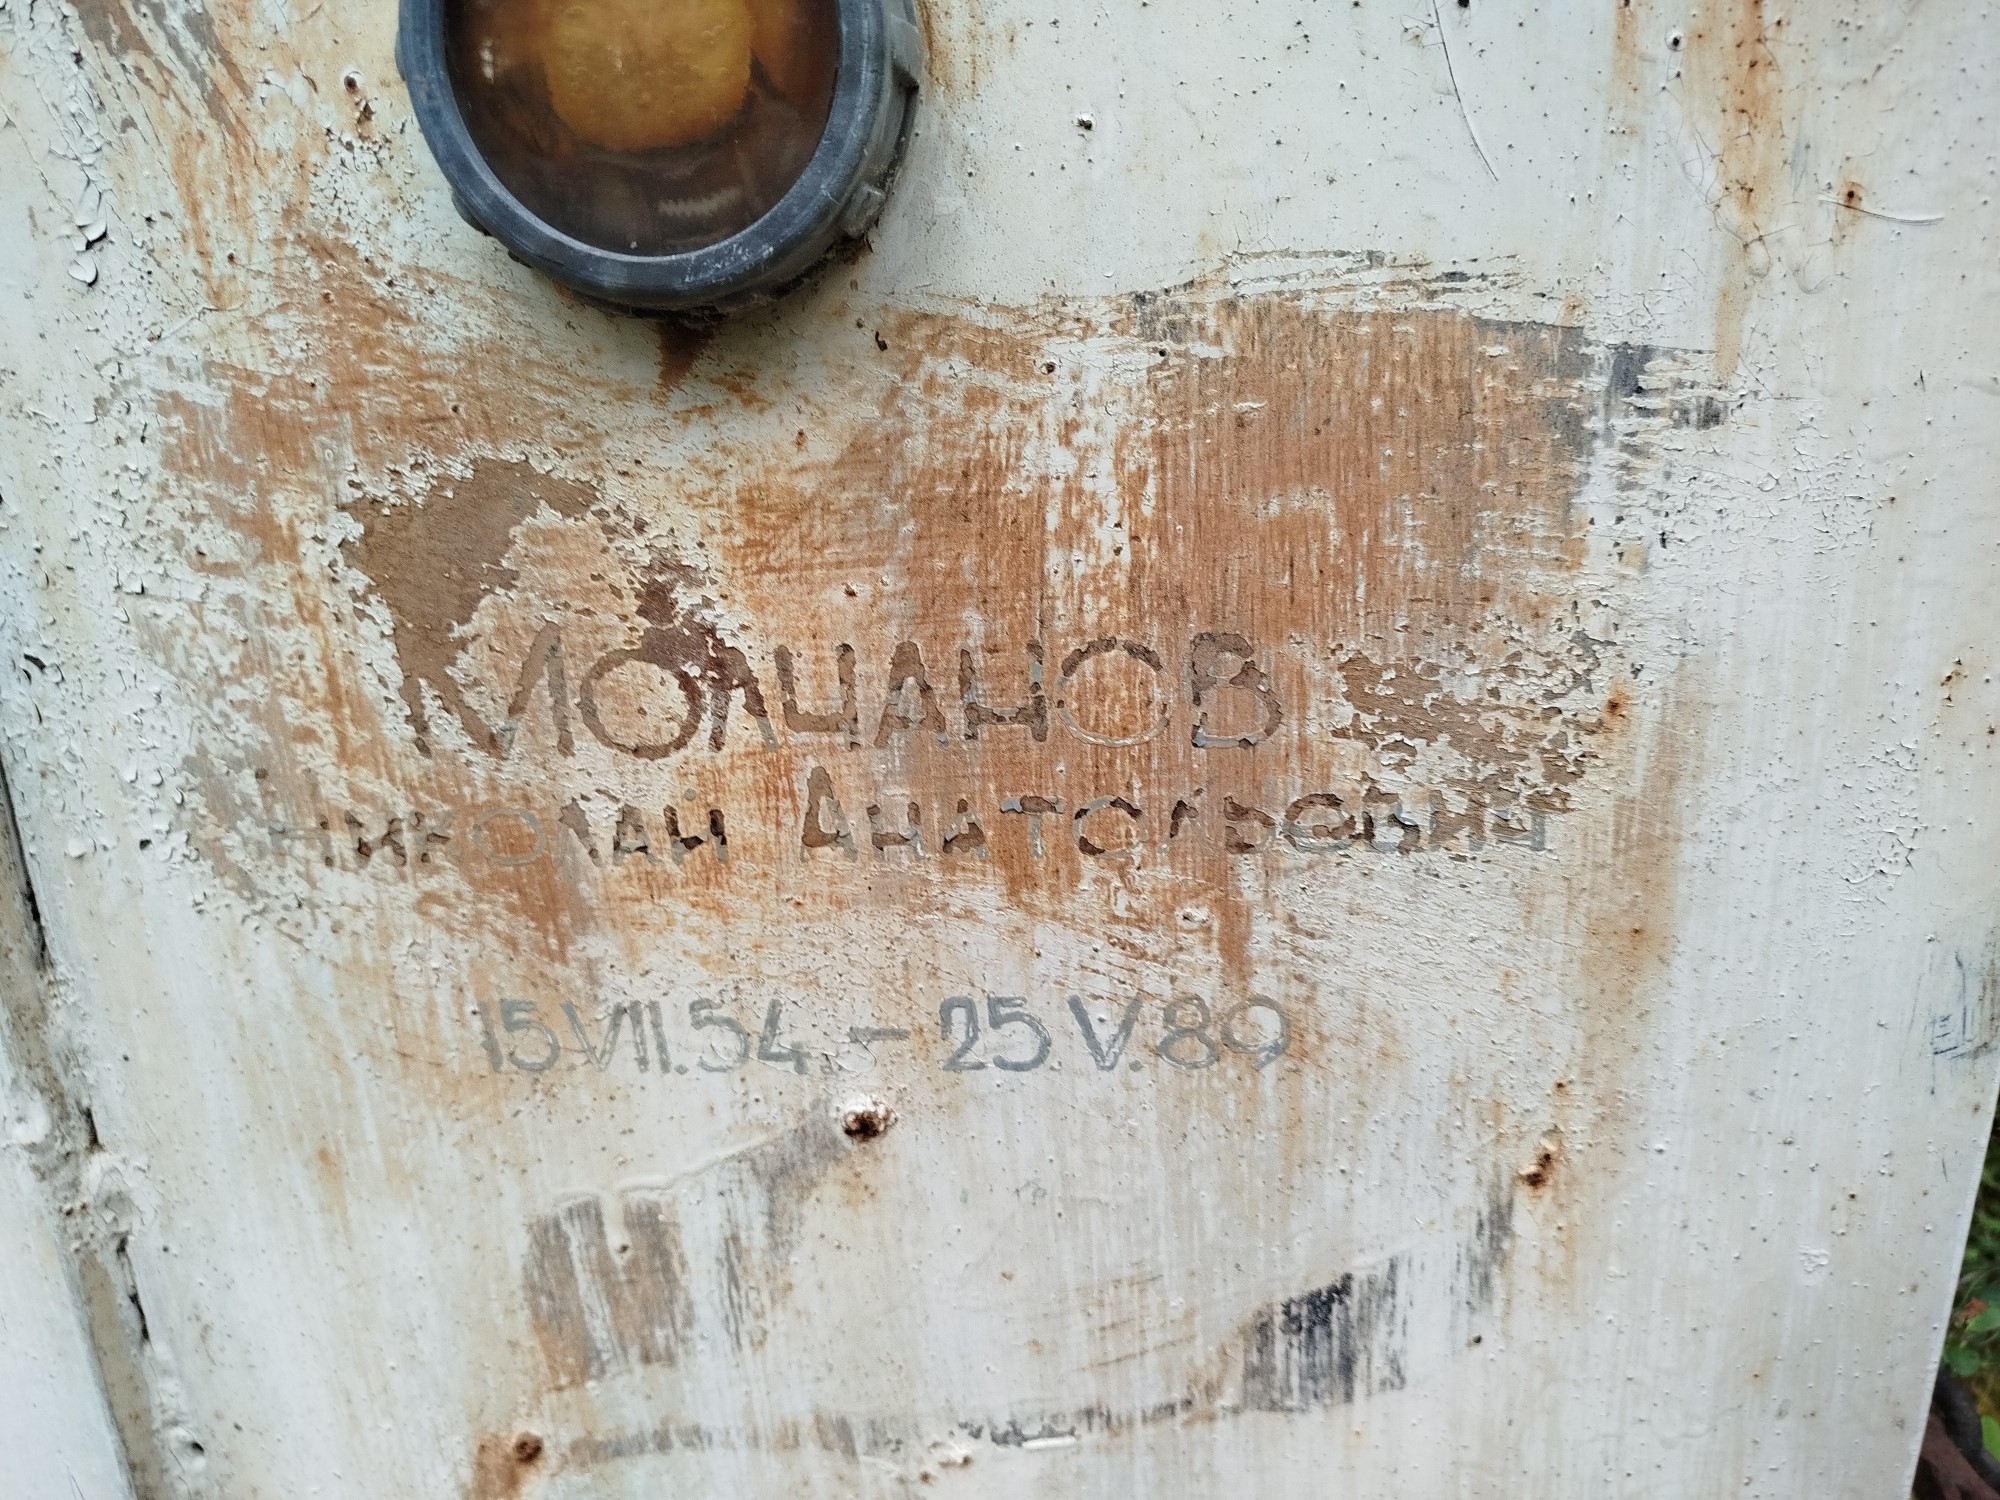 Молчанов
Николай Анатольевич
15.VII.54.-25.V.89